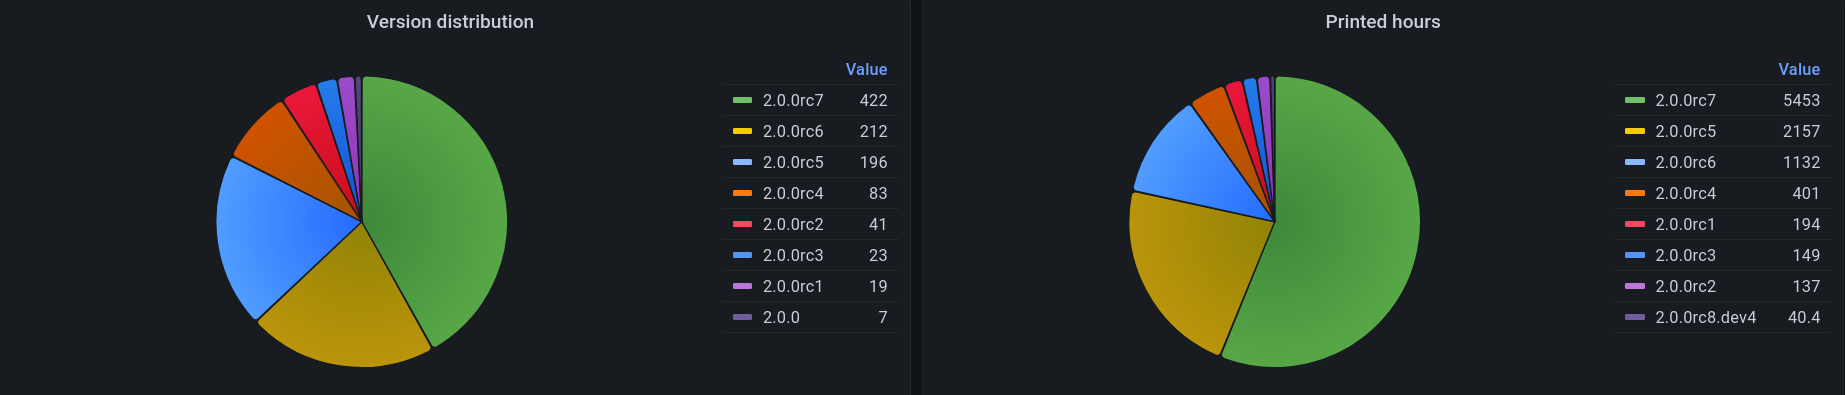 Version distribution
Value
2.0.0rc7 422
2.0.0rc6 212
2.0.0rc5 196
2.0.0rc4 83
2.0.0rc2 41
2.0.0rc3 23
2.0.0rc1 19
2.0.0 7
Printed hours
Value
2.0.0rc7 5453
2.0.0rc5 2157
2.0.0rc6 1132
2.0.0rc4 401
2.0.0rc1 194
2.0.0rc3 149
2.0.0rc2 137
2.0.0rc8.dev4 40.4